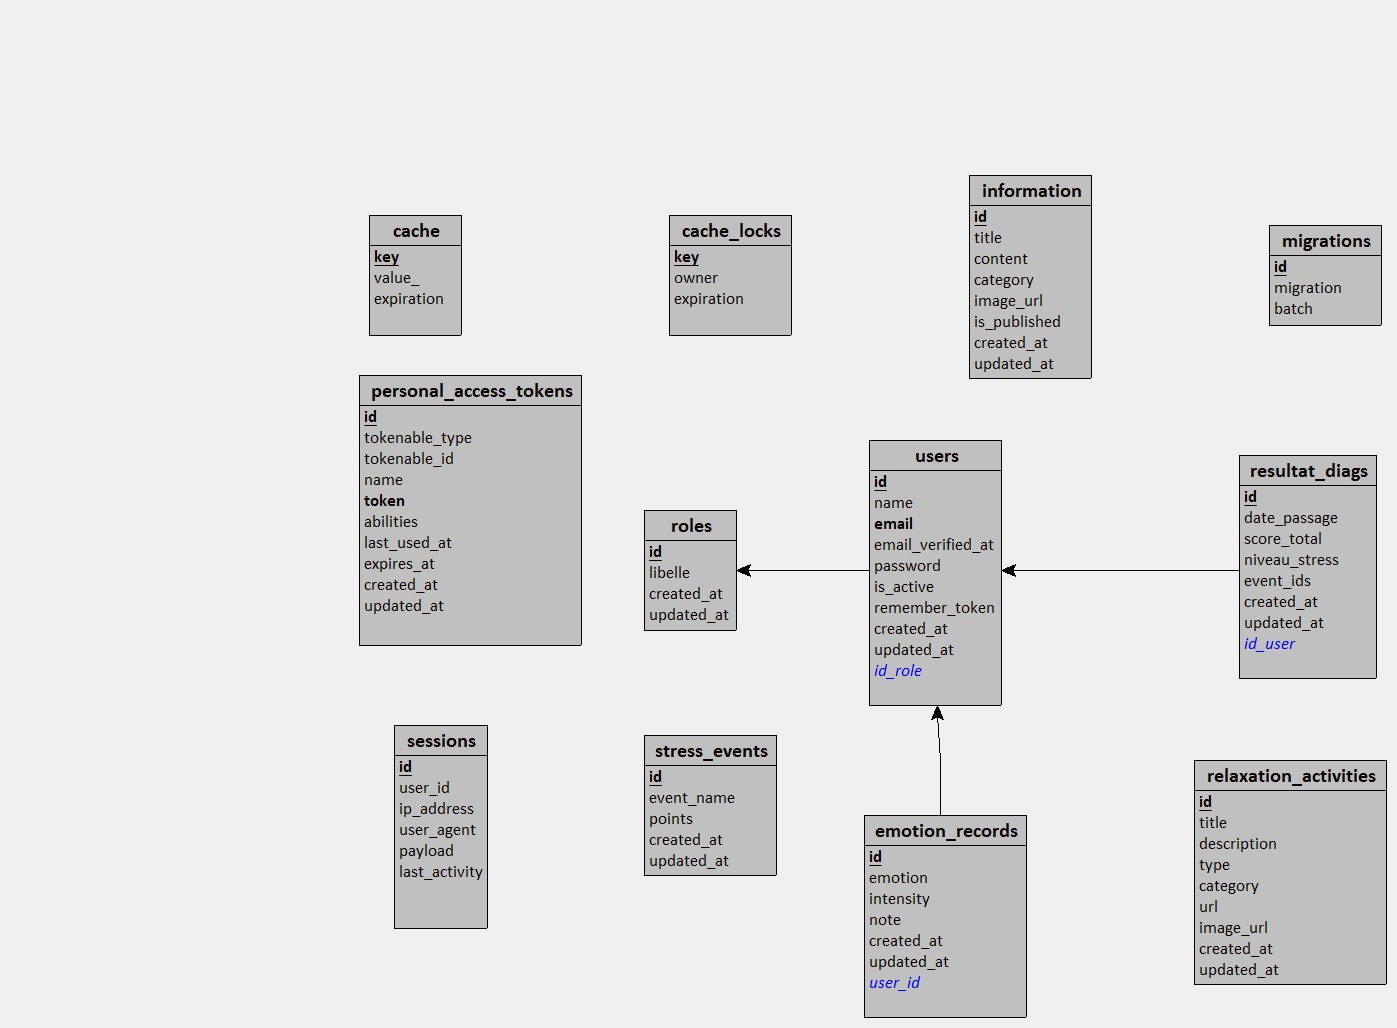 cache
key
value_
expiration
cache_locks
key
owner
expiration
information
id
title
content
category
image_url
is_published
created_at
updated_at
migrations
id
migration
batch
personal_access_tokens
id
tokenable_type
tokenable_id
name
token
abilities
last_used_at
expires_at
created_at
updated_at
roles
id
libelle
created_at
updated_at
users
id
name
email
email_verified_at
password
is_active
remember_token
created_at
updated_at
id_role
resultat_diags
id
date_passage
score_total
niveau_stress
event_ids
created_at
updated_at
id_user
sessions
id
user_id
ip_address
user_agent
payload
last_activity
stress_events
id
event_name
points
created_at
updated_at
emotion_records
id
emotion
intensity
note
created_at
updated_at
user_id
relaxation_activities
id
title
description
type
category
url
image_url
created_at
updated_at